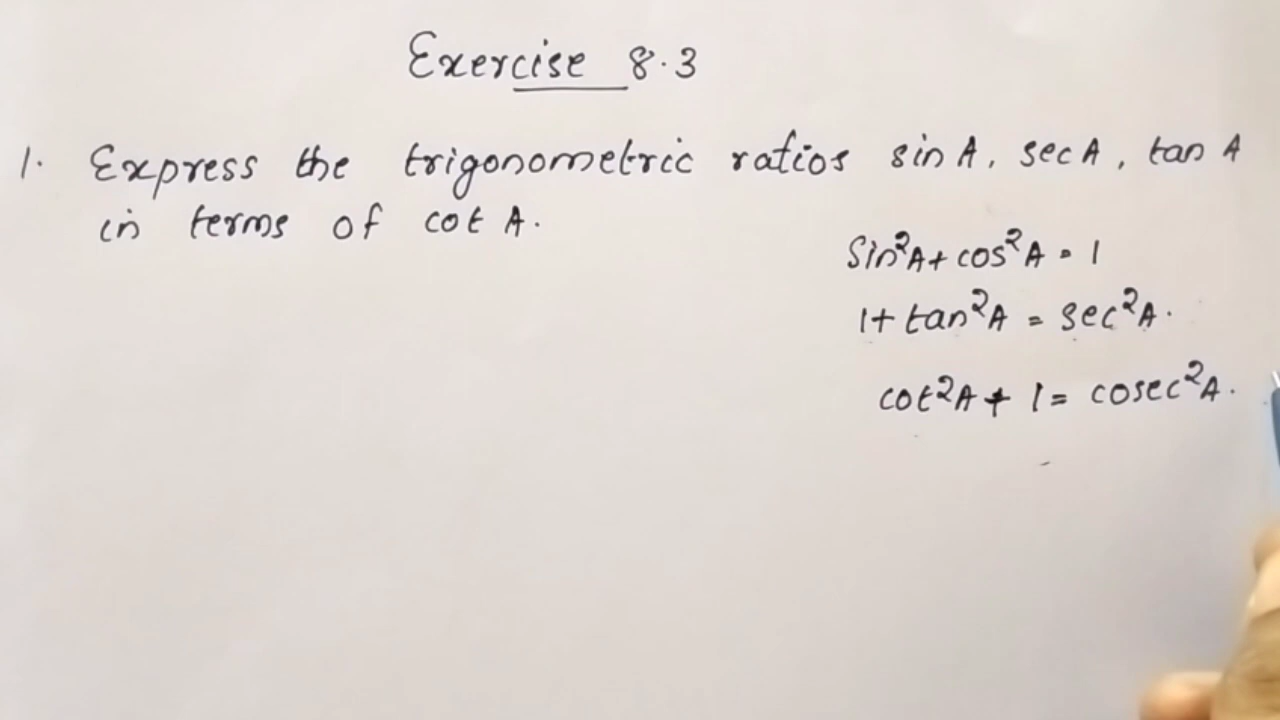 Exercise 8.3
1. Express the trigonometric ratios sin A, sec A, tan A
in terms of cot A.
Sin²A + cos²A = 1
1 + tan²A = sec²A.
cot²A + 1 = cosec²A.